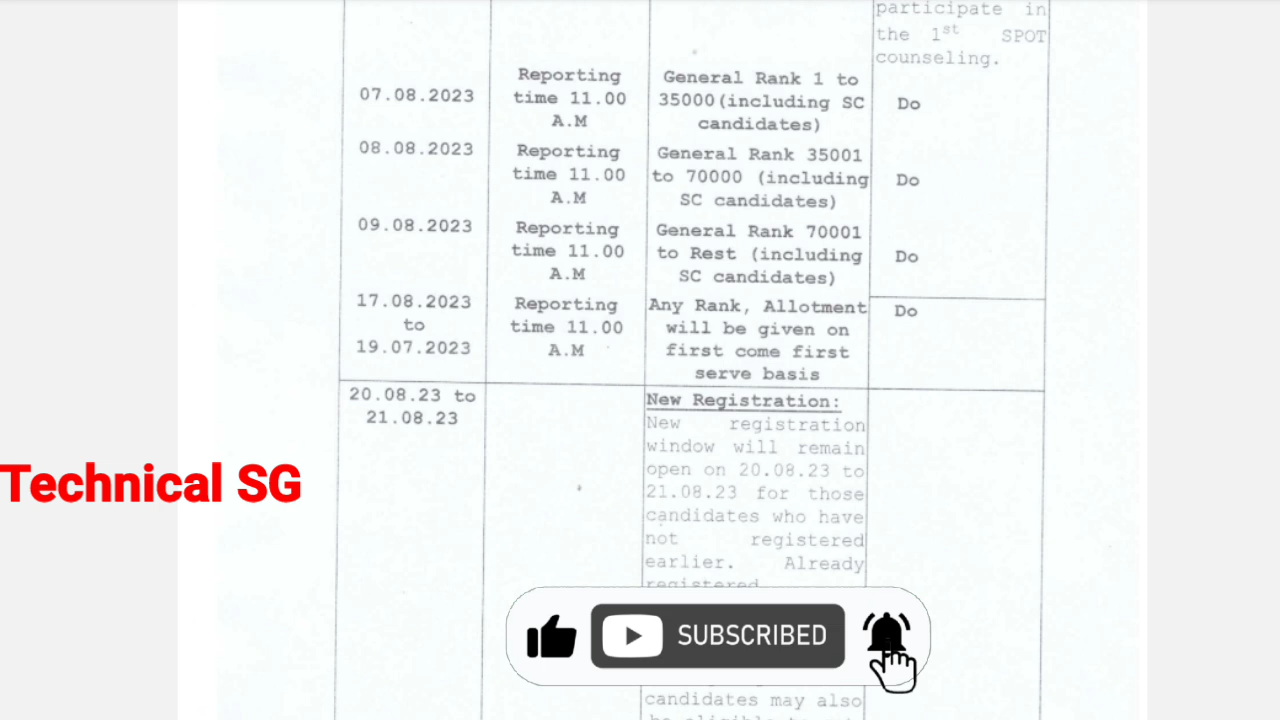 participate in
the 1st SPOT
counseling.
07.08.2023
Reporting
time 11.00
A.M
General Rank 1 to
35000(including SC
candidates)
Do
08.08.2023
Reporting
time 11.00
A.M
General Rank 35001
to 70000 (including
SC candidates)
Do
09.08.2023
Reporting
time 11.00
A.M
General Rank 70001
to Rest (including
SC candidates)
Do
17.08.2023
to
19.07.2023
Reporting
time 11.00
A.M
Any Rank, Allotment
will be given on
first come first
serve basis
Do
20.08.23 to
21.08.23
New Registration:
New registration
window will remain
open on 20.08.23 to
21.08.23 for those
candidates who have
not registered
earlier. Already
registered
candidates may also
Technical SG
SUBSCRIBED